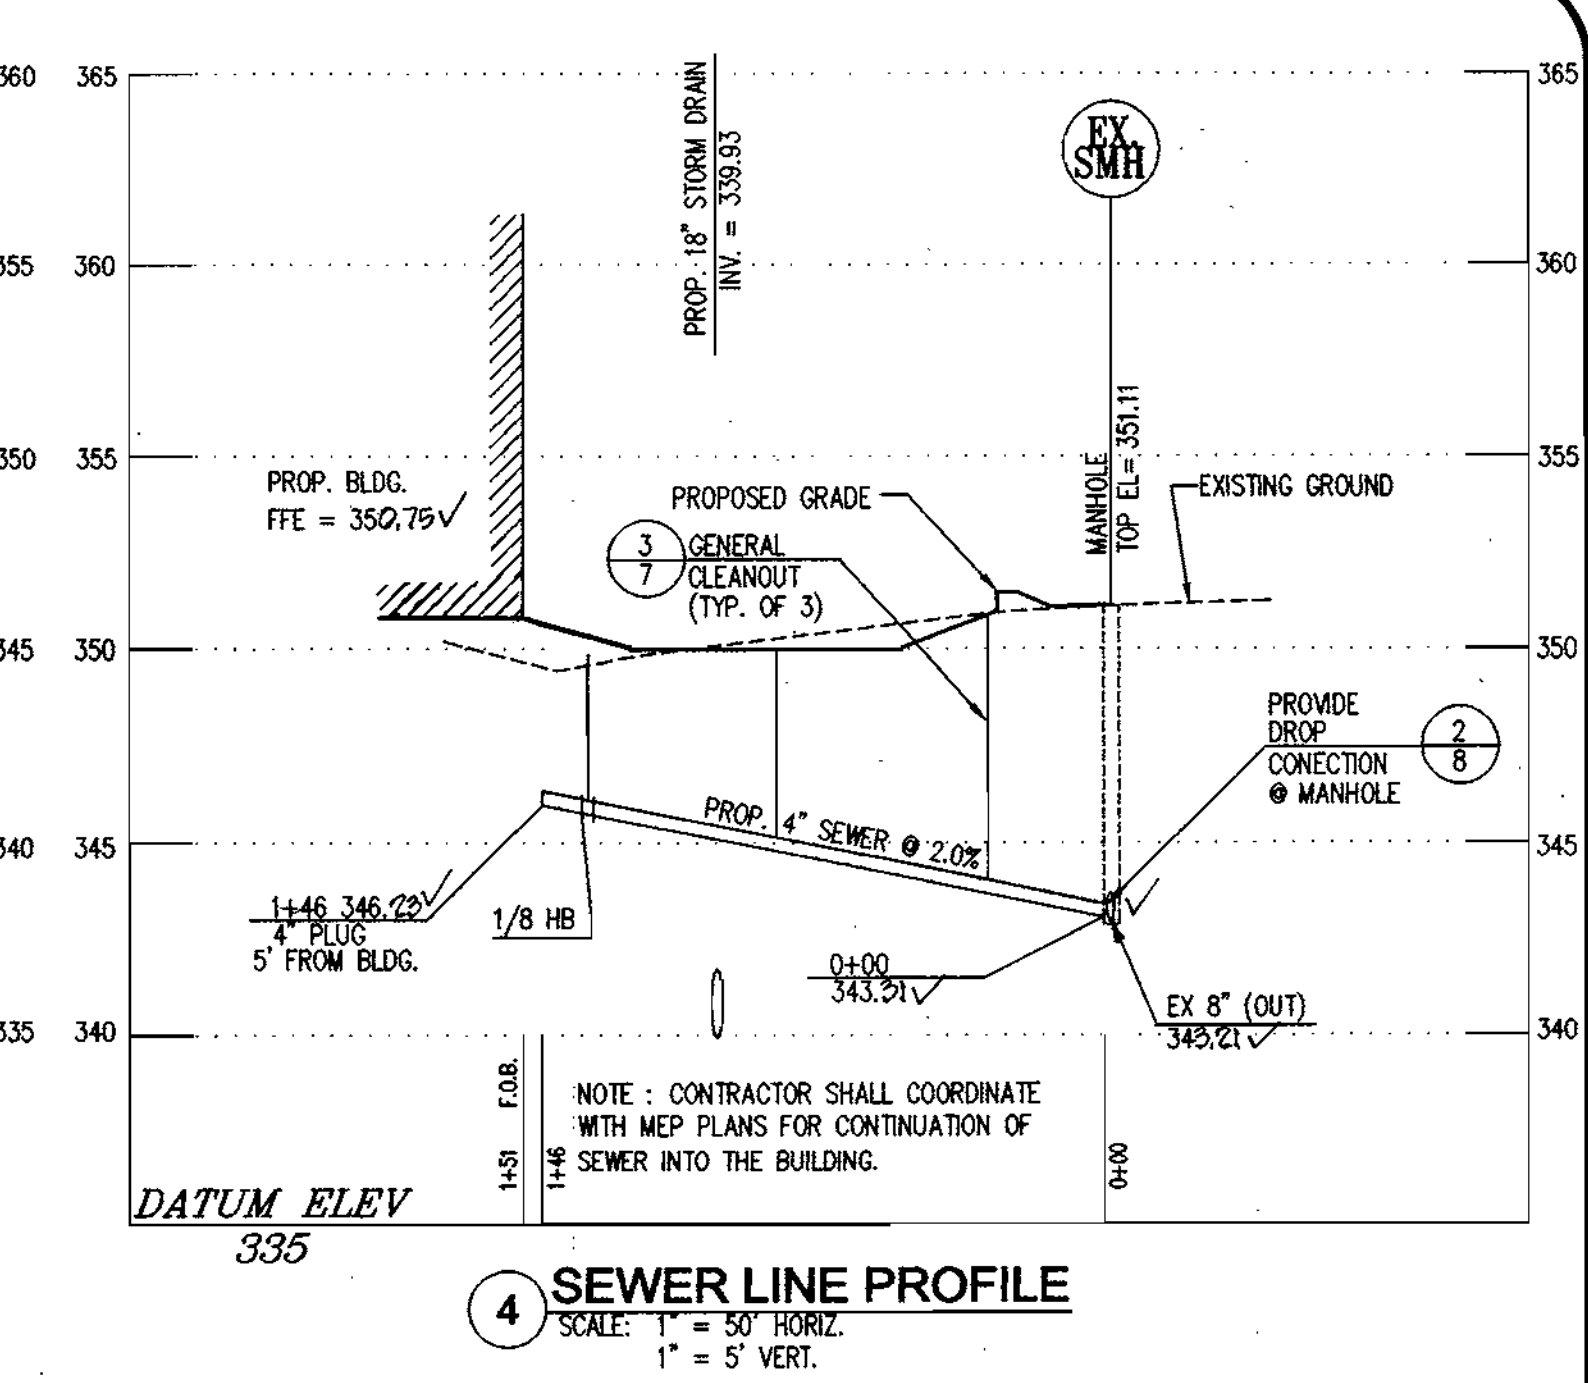 360 365
PROP. 18" STORM DRAIN
INV. = 339.93
EX.
SMH
365
355 360
360
MANHOLE
TOP EL= 351.11
350 355
355
PROP. BLDG.
FFE = 350.75✓
PROPOSED GRADE
EXISTING GROUND
3
7
GENERAL
CLEANOUT
(TYP. OF 3)
345 350
350
PROVIDE
DROP
CONECTION
@ MANHOLE
2
8
PROP. 4" SEWER @ 2.0%
340 345
345
1+46 346.23✓
4" PLUG
5' FROM BLDG.
1/8 HB
0+00
343.31✓
EX 8" (OUT)
343.21✓
335 340
340
1+51 F.O.B.
1+46
NOTE : CONTRACTOR SHALL COORDINATE
WITH MEP PLANS FOR CONTINUATION OF
SEWER INTO THE BUILDING.
0+00
DATUM ELEV
335
4
SEWER LINE PROFILE
SCALE: 1" = 50' HORIZ.
1" = 5' VERT.